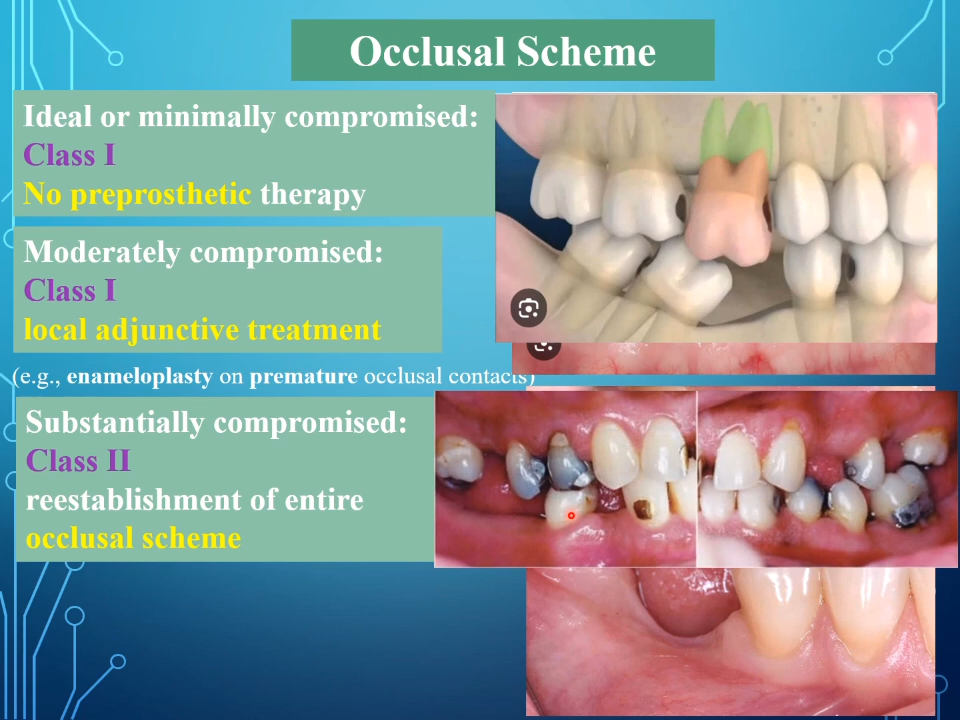 Occlusal Scheme
Ideal or minimally compromised:
Class I
No preprosthetic therapy
Moderately compromised:
Class I
local adjunctive treatment
(e.g., enameloplasty on premature occlusal contacts)
Substantially compromised:
Class II
reestablishment of entire
occlusal scheme